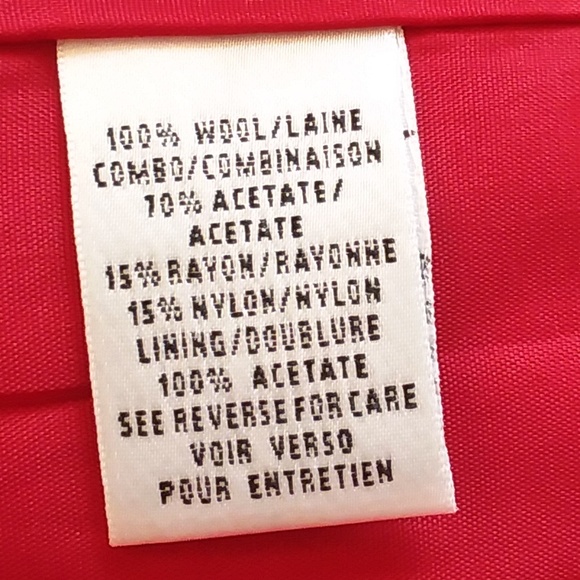 100% WOOL/LAINE
COMBO/COMBINAISON
70% ACETATE/
ACETATE
15% RAYON/RAYONNE
15% NYLON/NYLON
LINING/DOUBLURE
100% ACETATE
SEE REVERSE FOR CARE
VOIR VERSO
POUR ENTRETIEN